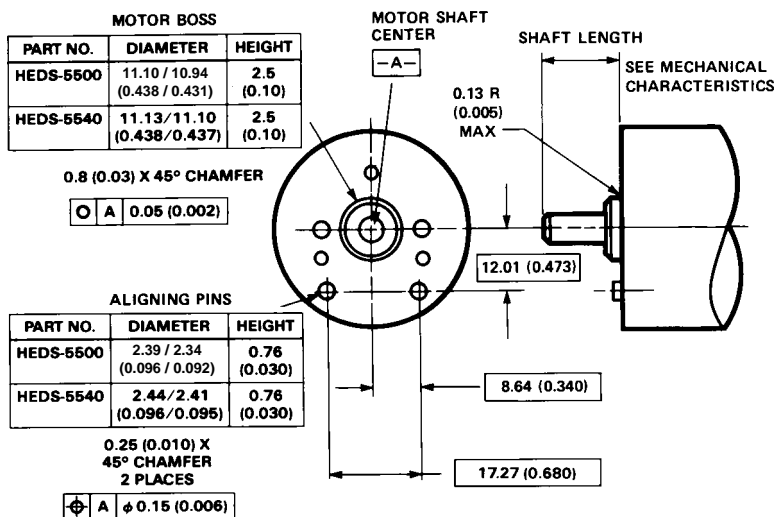 MOTOR BOSS
PART NO. DIAMETER HEIGHT
HEDS-5500 11.10 / 10.94 2.5
(0.438 / 0.431) (0.10)
HEDS-5540 11.13/11.10 2.5
(0.438/0.437) (0.10)
0.8 (0.03) X 45° CHAMFER
○ A 0.05 (0.002)
MOTOR SHAFT
CENTER
–A–
SHAFT LENGTH
SEE MECHANICAL
CHARACTERISTICS
0.13 R
(0.005)
MAX
12.01 (0.473)
ALIGNING PINS
PART NO. DIAMETER HEIGHT
HEDS-5500 2.39 / 2.34 0.76
(0.096 / 0.092) (0.030)
HEDS-5540 2.44/2.41 0.76
(0.096/0.095) (0.030)
0.25 (0.010) X
45° CHAMFER
2 PLACES
⌖ A ϕ 0.15 (0.006)
8.64 (0.340)
17.27 (0.680)